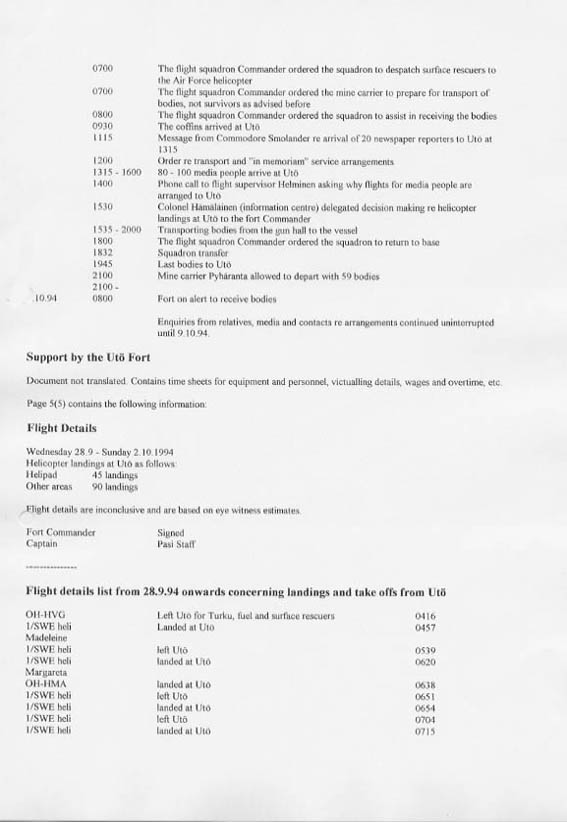 0700 The flight squadron Commander ordered the squadron to despatch surface rescuers to
the Air Force helicopter
0700 The flight squadron Commander ordered the mine carrier to prepare for transport of
bodies, not survivors as advised before
0800 The flight squadron Commander ordered the squadron to assist in receiving the bodies
0930 The coffins arrived at Utö
1115 Message from Commodore Smolander re arrival of 20 newspaper reporters to Utö at
1315
1200 Order re transport and "in memoriam" service arrangements
1315 - 1600 80 - 100 media people arrive at Utö
1400 Phone call to flight supervisor Helminen asking why flights for media people are
arranged to Utö
1530 Colonel Hämäläinen (information centre) delegated decision making re helicopter
landings at Utö to the fort Commander
1535 - 2000 Transporting bodies from the gun hall to the vessel
1800 The flight squadron Commander ordered the squadron to return to base
1832 Squadron transfer
1945 Last bodies to Utö
2100 Mine carrier Pyhäranta allowed to depart with 59 bodies
2100 -
.10.94 0800 Fort on alert to receive bodies
Enquiries from relatives, media and contacts re arrangements continued uninterrupted
until 9.10.94.
Support by the Utö Fort
Document not translated. Contains time sheets for equipment and personnel, victualling details, wages and overtime, etc.
Page 5(5) contains the following information:
Flight Details
Wednesday 28.9 - Sunday 2.10.1994
Helicopter landings at Utö as follows:
Helipad 45 landings
Other areas 90 landings
Flight details are inconclusive and are based on eye witness estimates.
Fort Commander Signed
Captain Pasi Staff
---------------
Flight details list from 28.9.94 onwards concerning landings and take offs from Utö
OH-HVG Left Utö for Turku, fuel and surface rescuers 0416
1/SWE heli Landed at Utö 0457
Madeleine
1/SWE heli left Utö 0539
1/SWE heli landed at Utö 0620
Margareta
OH-HMA landed at Utö 0638
1/SWE heli left Utö 0651
1/SWE heli landed at Utö 0654
1/SWE heli left Utö 0704
1/SWE heli landed at Utö 0715